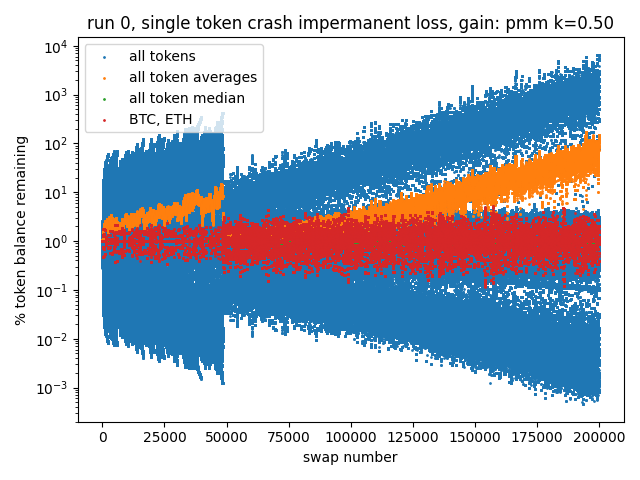 run 0, single token crash impermanent loss, gain: pmm k=0.50
10⁴
10³
10²
10¹
10⁰
10⁻¹
10⁻²
10⁻³
% token balance remaining
all tokens
all token averages
all token median
BTC, ETH
0 25000 50000 75000 100000 125000 150000 175000 200000
swap number